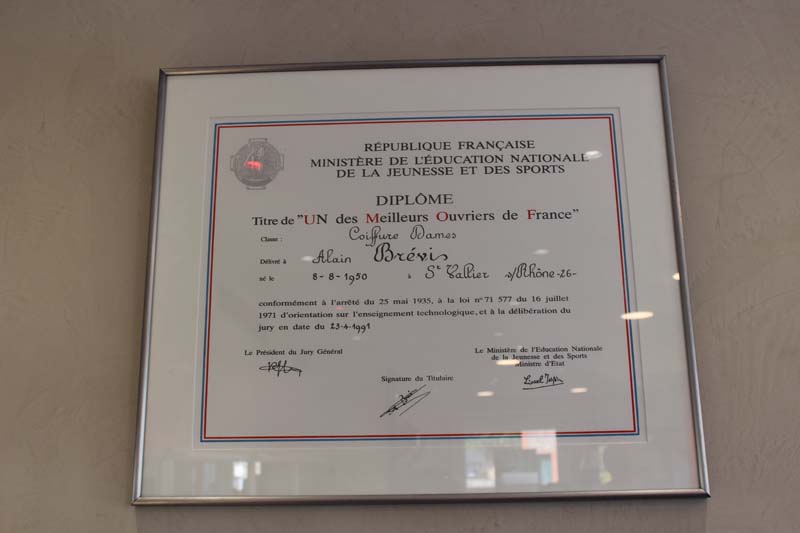 RÉPUBLIQUE FRANÇAISE
MINISTÈRE DE L'ÉDUCATION NATIONALE
DE LA JEUNESSE ET DES SPORTS
DIPLÔME
Titre de "UN des Meilleurs Ouvriers de France"
Classe : Coiffure Dames
Délivré à Alain Brévis
né le 8-8-1950 à St Vallier s/Rhône-26-
conformément à l'arrêté du 25 mai 1935, à la loi n°71 577 du 16 juillet
1971 d'orientation sur l'enseignement technologique, et à la délibération du
jury en date du 23-4-1991
Le Président du Jury Général
Le Ministère de l'Education Nationale
de la Jeunesse et des Sports
Ministre d'État
Signature du Titulaire